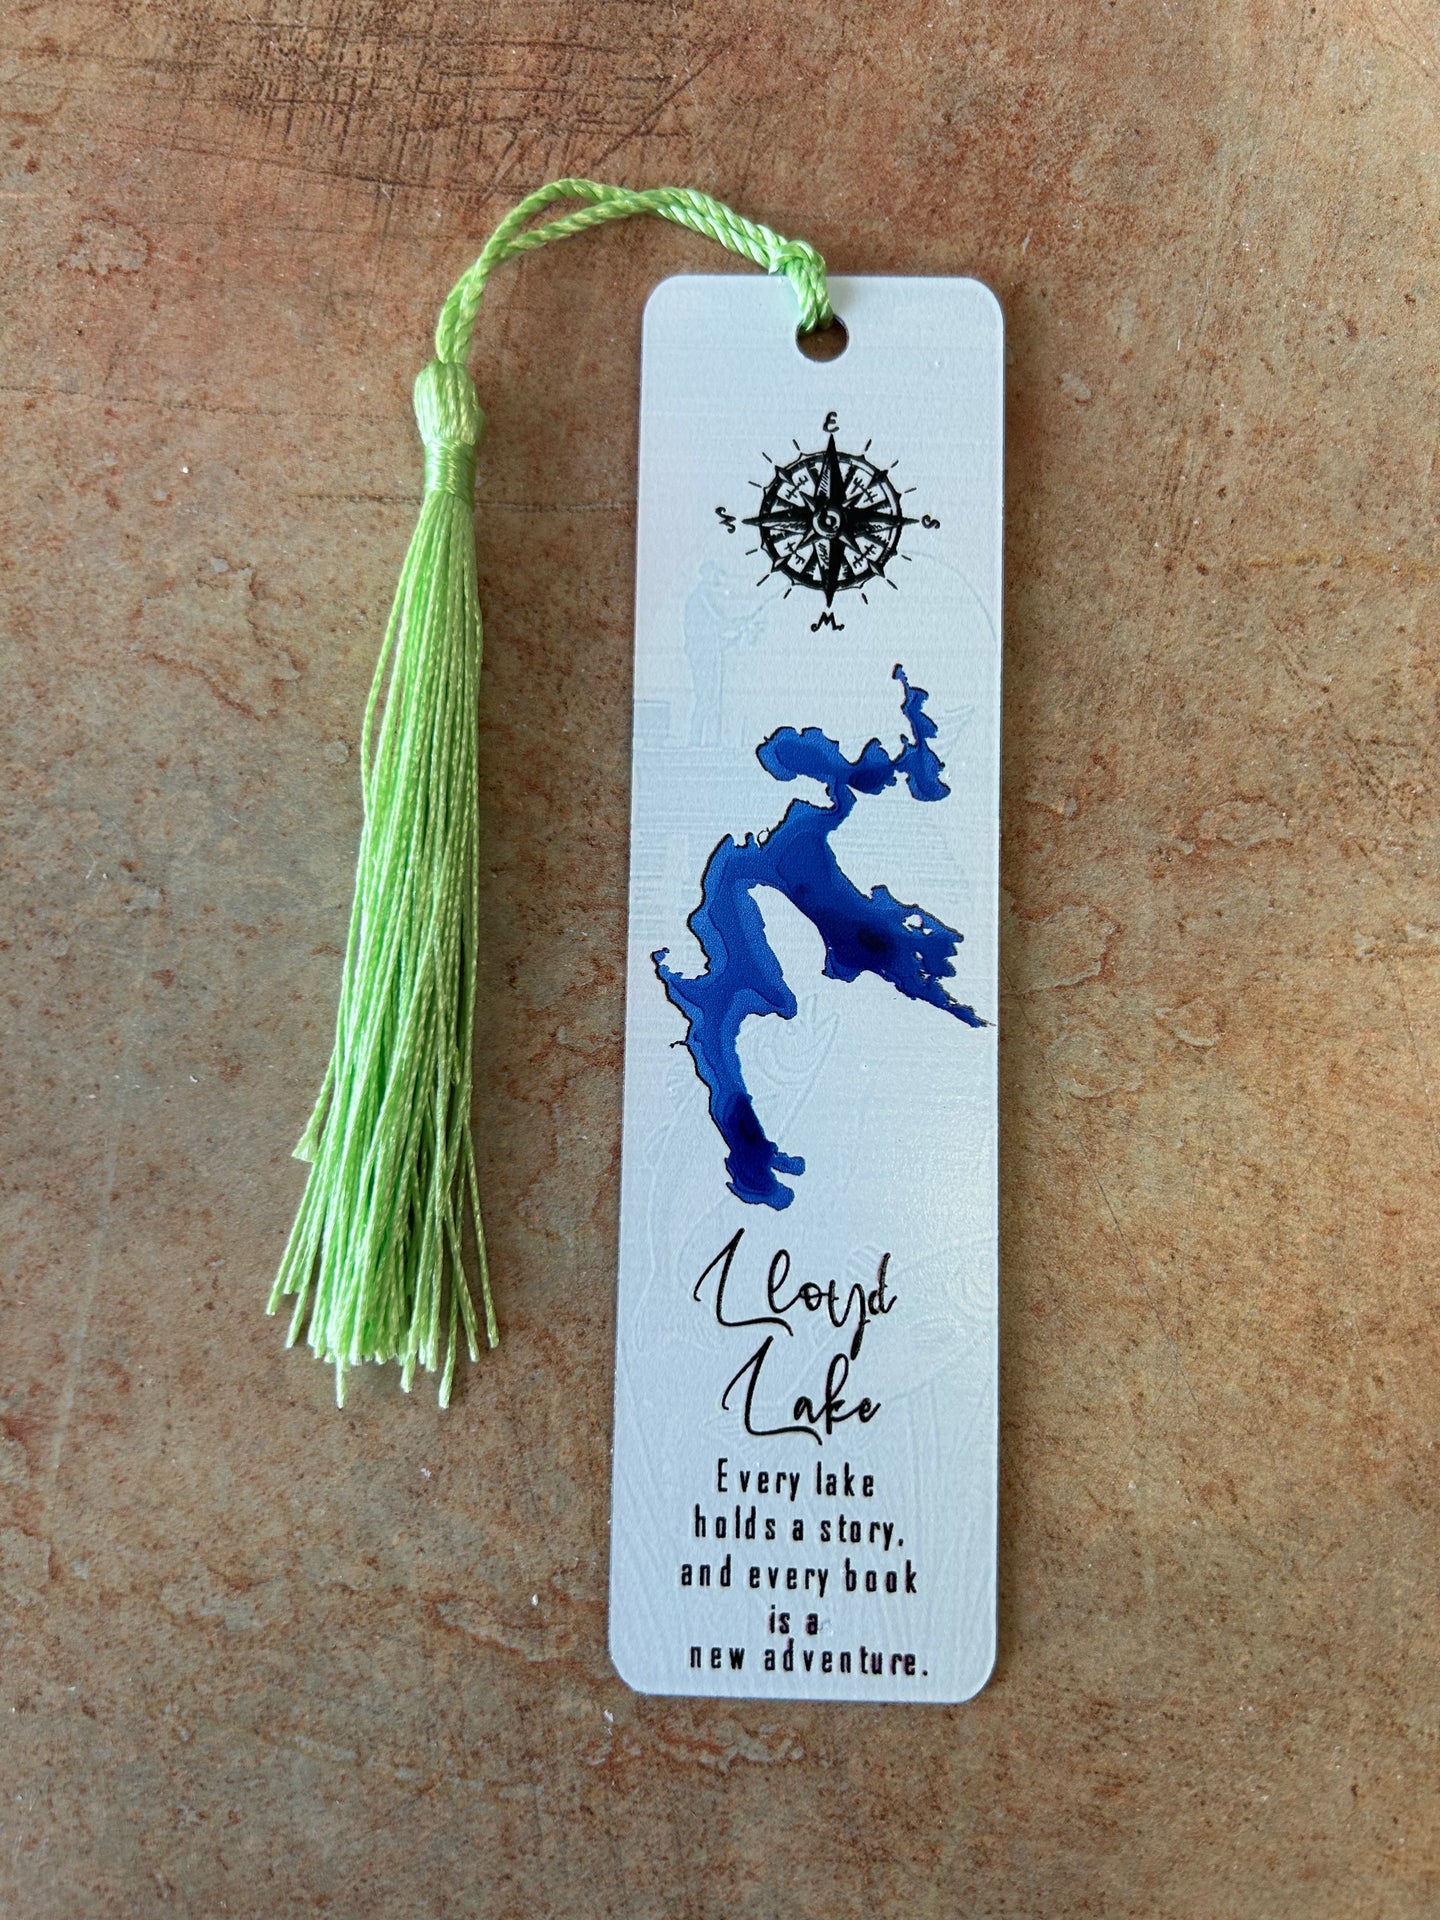 E
N S
W
Lloyd
Lake
Every lake
holds a story,
and every book
is a
new adventure.